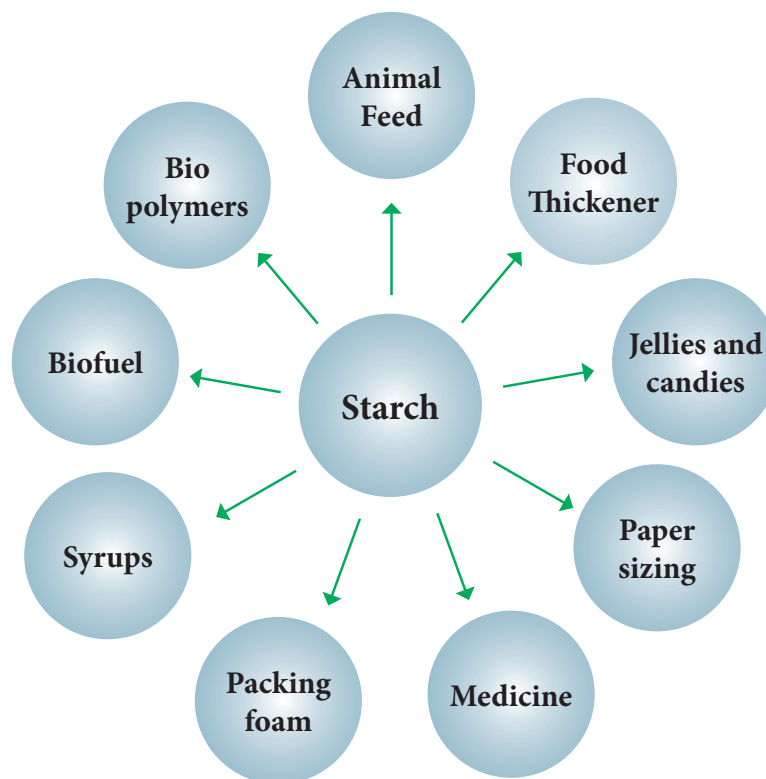 Animal
Feed
Food
Thickener
Jellies and
candies
Paper
sizing
Medicine
Packing
foam
Syrups
Biofuel
Bio
polymers
Starch